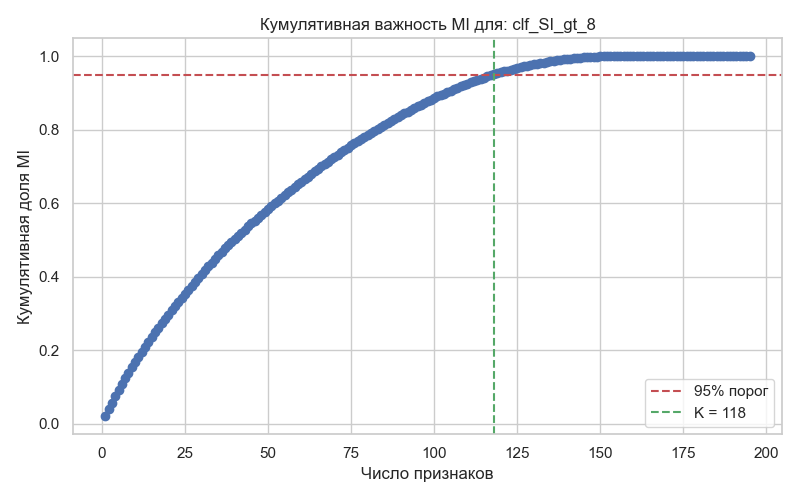 Кумулятивная важность MI для: clf_SI_gt_8
Кумулятивная доля MI
1.0
0.8
0.6
0.4
0.2
0.0
0 25 50 75 100 125 150 175 200
Число признаков
95% порог
K = 118